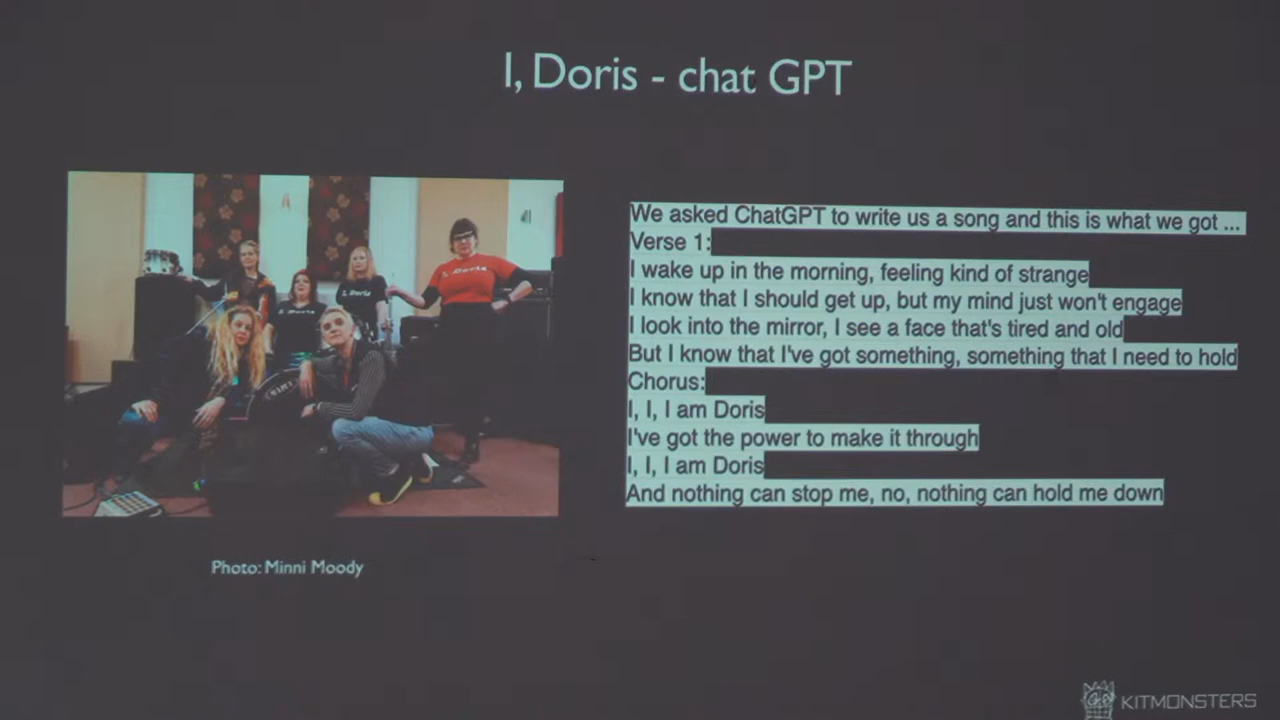 I, Doris - chat GPT
We asked ChatGPT to write us a song and this is what we got ...
Verse 1:
I wake up in the morning, feeling kind of strange
I know that I should get up, but my mind just won't engage
I look into the mirror, I see a face that's tired and old
But I know that I've got something, something that I need to hold
Chorus:
I, I, I am Doris
I've got the power to make it through
I, I, I am Doris
And nothing can stop me, no, nothing can hold me down
I, Doris
I, Doris
Photo: Minni Moody
KITMONSTERS